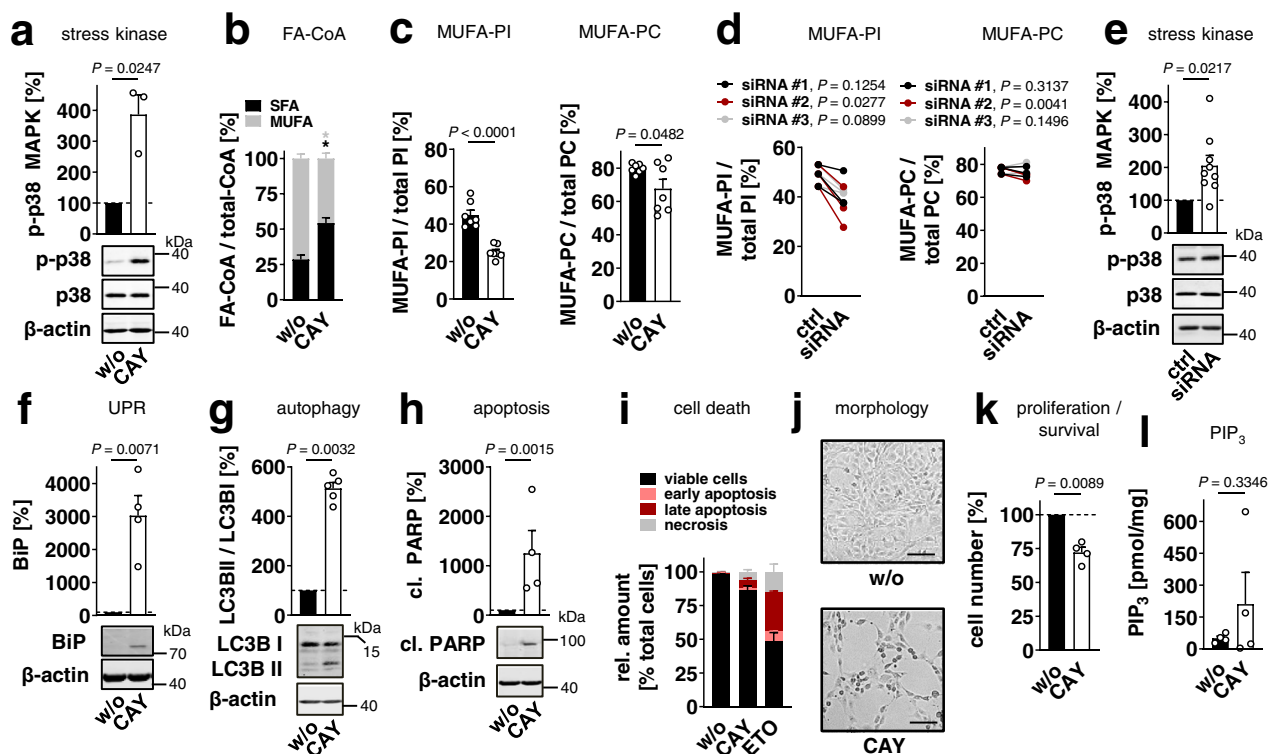 a
stress kinase
P = 0.0247
p-p38 MAPK [%]
400
300
200
100
0
kDa
p-p38
40
p38
40
β-actin
40
w/o
CAY
b
FA-CoA
SFA
MUFA
*
*
FA-CoA / total-CoA [%]
100
75
50
25
0
w/o
CAY
c
MUFA-PI
P < 0.0001
MUFA-PI / total PI [%]
80
60
40
20
0
w/o
CAY
MUFA-PC
P = 0.0482
MUFA-PC / total PC [%]
80
60
40
20
0
w/o
CAY
d
MUFA-PI
siRNA #1, P = 0.1254
siRNA #2, P = 0.0277
siRNA #3, P = 0.0899
MUFA-PI /
total PI [%]
60
40
20
0
ctrl
siRNA
MUFA-PC
siRNA #1, P = 0.3137
siRNA #2, P = 0.0041
siRNA #3, P = 0.1496
MUFA-PC /
total PC [%]
80
60
40
20
0
ctrl
siRNA
e
stress kinase
P = 0.0217
p-p38 MAPK [%]
400
300
200
100
0
kDa
p-p38
40
p38
40
β-actin
40
ctrl
siRNA
f
UPR
P = 0.0071
BiP [%]
4000
3000
2000
1000
0
kDa
BiP
70
β-actin
40
w/o
CAY
g
autophagy
P = 0.0032
LC3BII / LC3BI [%]
600
400
200
0
kDa
LC3B I
15
LC3B II
β-actin
40
w/o
CAY
h
apoptosis
P = 0.0015
cl. PARP [%]
3000
2000
1000
0
kDa
cl. PARP
100
β-actin
40
w/o
CAY
i
cell death
viable cells
early apoptosis
late apoptosis
necrosis
rel. amount
[% total cells]
100
75
50
25
0
w/o
CAY
ETO
j
morphology
w/o
CAY
k
proliferation /
survival
P = 0.0089
cell number [%]
100
75
50
25
0
w/o
CAY
l
PIP3
P = 0.3346
PIP3 [pmol/mg]
600
450
300
150
0
w/o
CAY